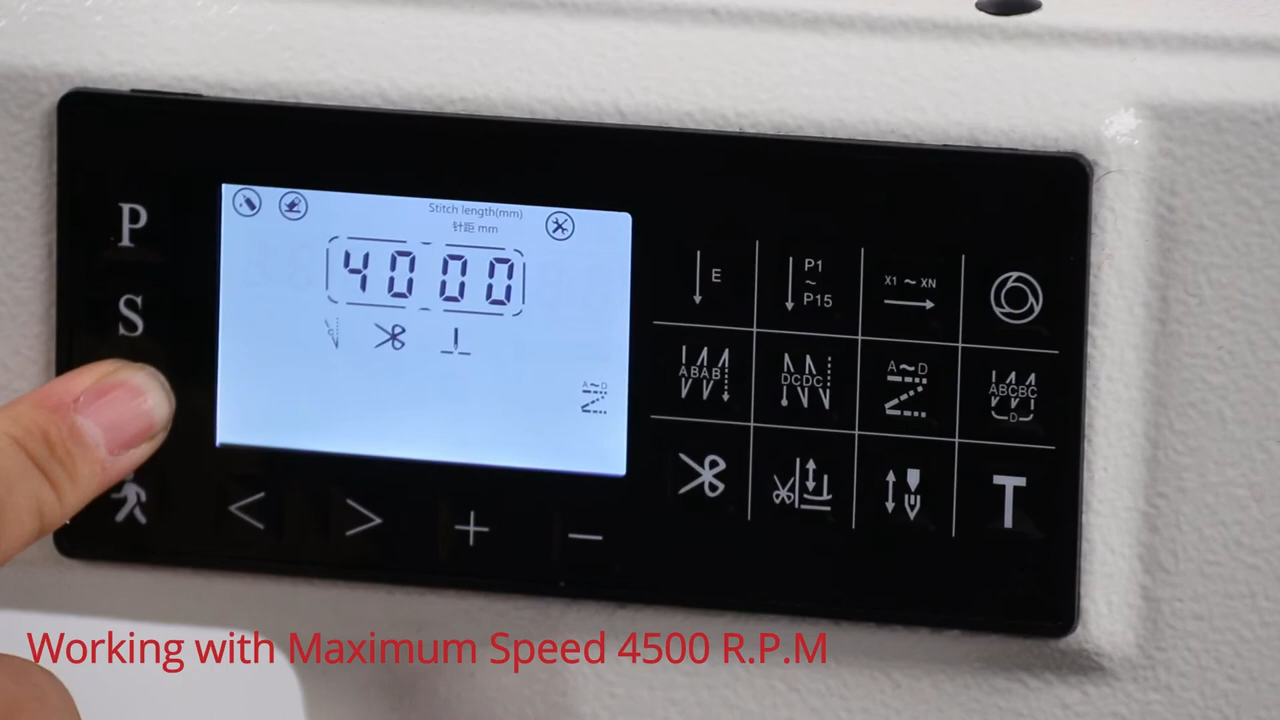 P
S
Stitch length(mm)
针距 mm
4000
A~D
E
P1
~
P15
X1 ~ XN
ABAB
DCDC
A~D
ABCBC
D
T
< > + −
Working with Maximum Speed 4500 R.P.M